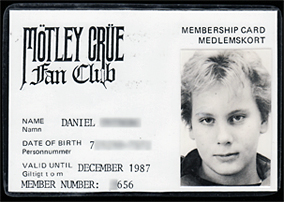 MÖTLEY CRÜE
Fan Club
MEMBERSHIP CARD
MEDLEMSKORT
NAME DANIEL
Namn
DATE OF BIRTH 7
Personnummer
VALID UNTIL DECEMBER 1987
Giltigt t o m
MEMBER NUMBER: 656